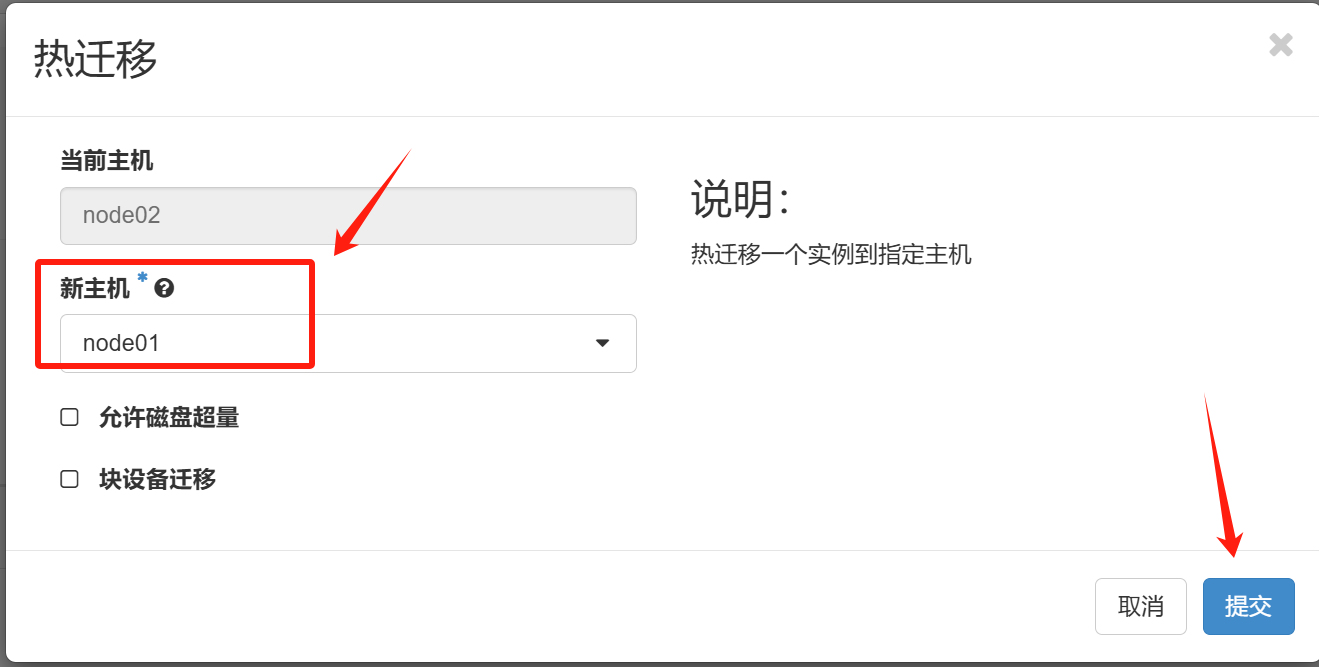 热迁移
当前主机
node02
新主机 *
node01
允许磁盘超量
块设备迁移
说明：
热迁移一个实例到指定主机
取消
提交